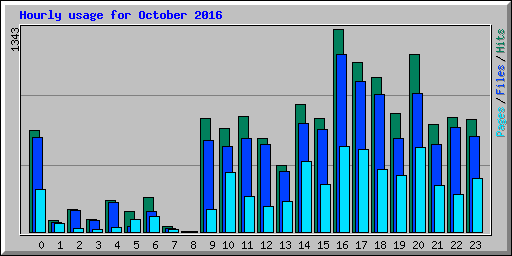 Hourly usage for October 2016
1343
Pages / Files / Hits
0 1 2 3 4 5 6 7 8 9 10 11 12 13 14 15 16 17 18 19 20 21 22 23